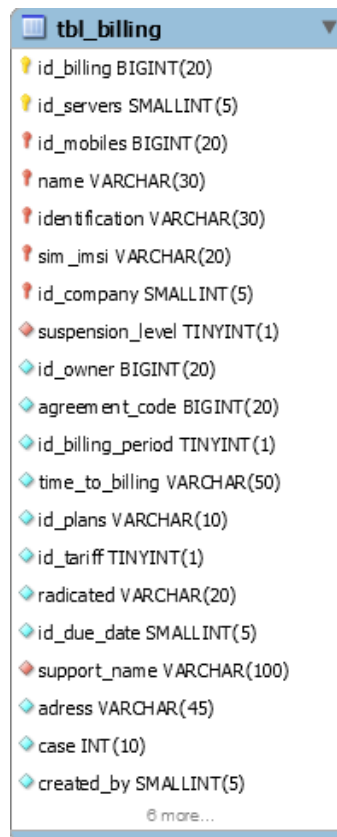 tbl_billing
id_billing BIGINT(20)
id_servers SMALLINT(5)
id_mobiles BIGINT(20)
name VARCHAR(30)
identification VARCHAR(30)
sim_imsi VARCHAR(20)
id_company SMALLINT(5)
suspension_level TINYINT(1)
id_owner BIGINT(20)
agreement_code BIGINT(20)
id_billing_period TINYINT(1)
time_to_billing VARCHAR(50)
id_plans VARCHAR(10)
id_tariff TINYINT(1)
radicated VARCHAR(20)
id_due_date SMALLINT(5)
support_name VARCHAR(100)
adress VARCHAR(45)
case INT(10)
created_by SMALLINT(5)
6 more...